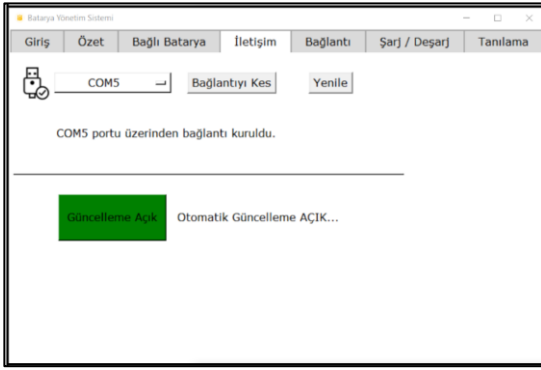 Batarya Yönetim Sistemi
Giriş Özet Bağlı Batarya İletişim Bağlantı Şarj / Deşarj Tanılama
COM5 Bağlantıyı Kes Yenile
COM5 portu üzerinden bağlantı kuruldu.
Güncelleme Açık Otomatik Güncelleme AÇIK...